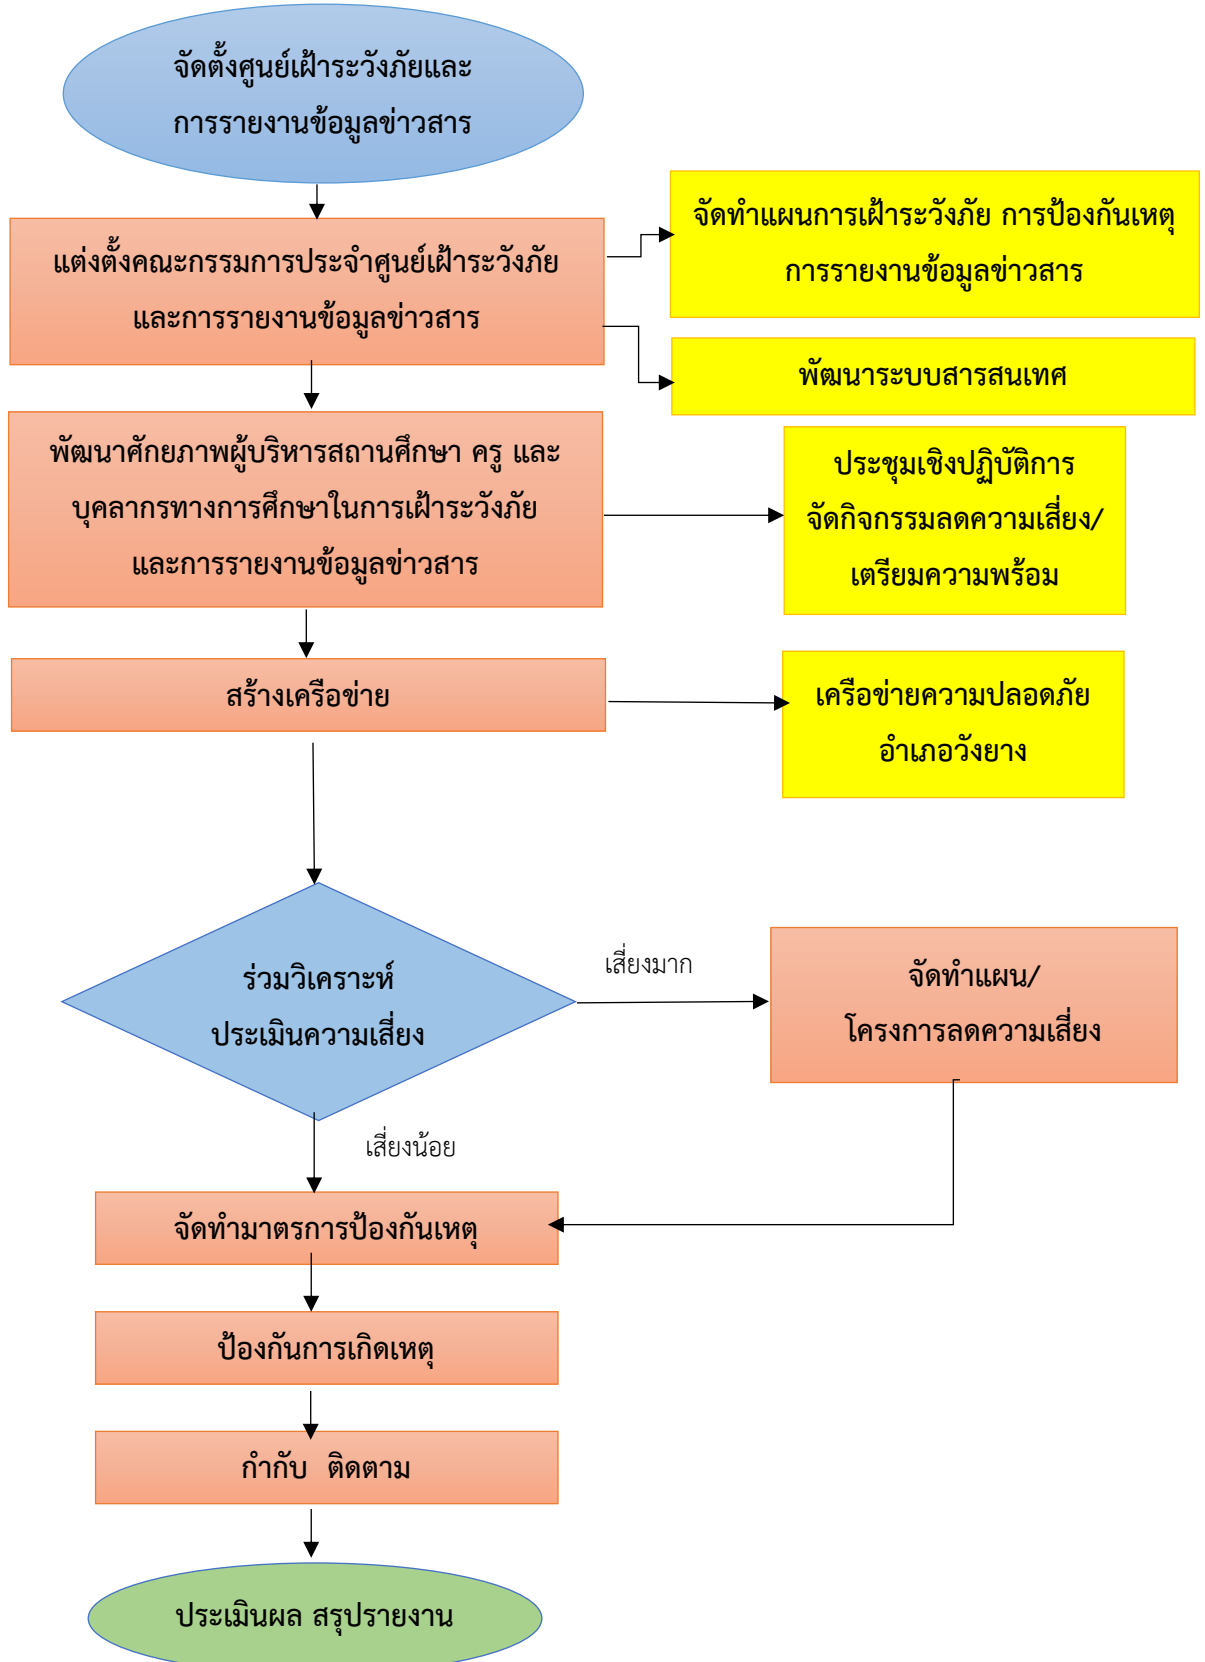 จัดตั้งศูนย์เฝ้าระวังภัยและ
การรายงานข้อมูลข่าวสาร
แต่งตั้งคณะกรรมการประจำศูนย์เฝ้าระวังภัย
และการรายงานข้อมูลข่าวสาร
จัดทำแผนการเฝ้าระวังภัย การป้องกันเหตุ
การรายงานข้อมูลข่าวสาร
พัฒนาระบบสารสนเทศ
พัฒนาศักยภาพผู้บริหารสถานศึกษา ครู และ
บุคลากรทางการศึกษาในการเฝ้าระวังภัย
และการรายงานข้อมูลข่าวสาร
ประชุมเชิงปฏิบัติการ
จัดกิจกรรมลดความเสี่ยง/
เตรียมความพร้อม
สร้างเครือข่าย
เครือข่ายความปลอดภัย
อำเภอวังยาง
ร่วมวิเคราะห์
ประเมินความเสี่ยง
เสี่ยงมาก
จัดทำแผน/
โครงการลดความเสี่ยง
เสี่ยงน้อย
จัดทำมาตรการป้องกันเหตุ
ป้องกันการเกิดเหตุ
กำกับ ติดตาม
ประเมินผล สรุปรายงาน